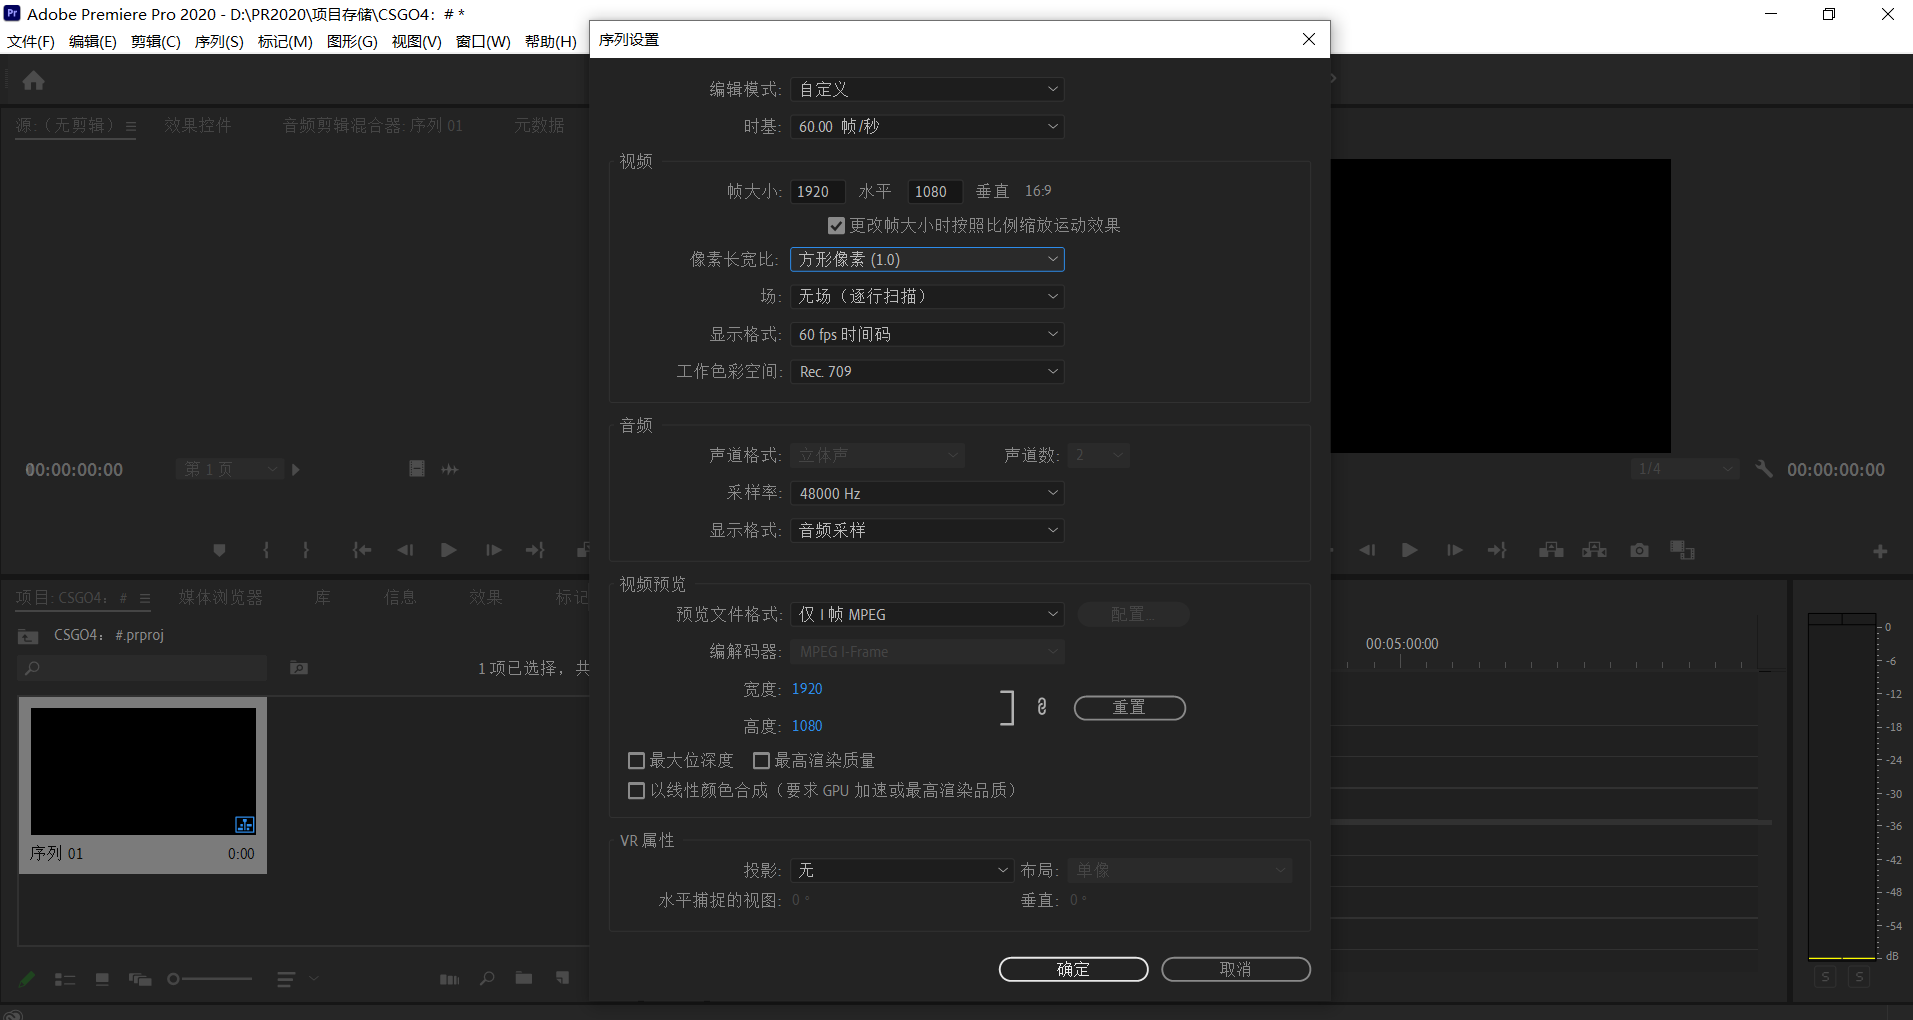 Adobe Premiere Pro 2020 - D:\PR2020\项目存储\CSGO4：# *
文件(F) 编辑(E) 剪辑(C) 序列(S) 标记(M) 图形(G) 视图(V) 窗口(W) 帮助(H)
源:（无剪辑） 效果控件 音频剪辑混合器: 序列 01 元数据
00:00:00:00 第 1 页
项目: CSGO4：# 媒体浏览器 库 信息 效果 标记
CSGO4：#.prproj
1 项已选择，共
序列 01 0:00
序列设置
编辑模式: 自定义
时基: 60.00 帧/秒
视频
帧大小: 1920 水平 1080 垂直 16:9
更改帧大小时按照比例缩放运动效果
像素长宽比: 方形像素 (1.0)
场: 无场（逐行扫描）
显示格式: 60 fps 时间码
工作色彩空间: Rec. 709
音频
声道格式: 立体声 声道数: 2
采样率: 48000 Hz
显示格式: 音频采样
视频预览
预览文件格式: 仅 I 帧 MPEG 配置...
编解码器: MPEG I-Frame
宽度: 1920
高度: 1080
重置
最大位深度 最高渲染质量
以线性颜色合成（要求 GPU 加速或最高渲染品质）
VR 属性
投影: 无 布局: 单像
水平捕捉的视图: 0 ° 垂直: 0 °
确定 取消
1/4 00:00:00:00
00:05:00:00
0
-6
-12
-18
-24
-30
-36
-42
-48
-54
dB
S S